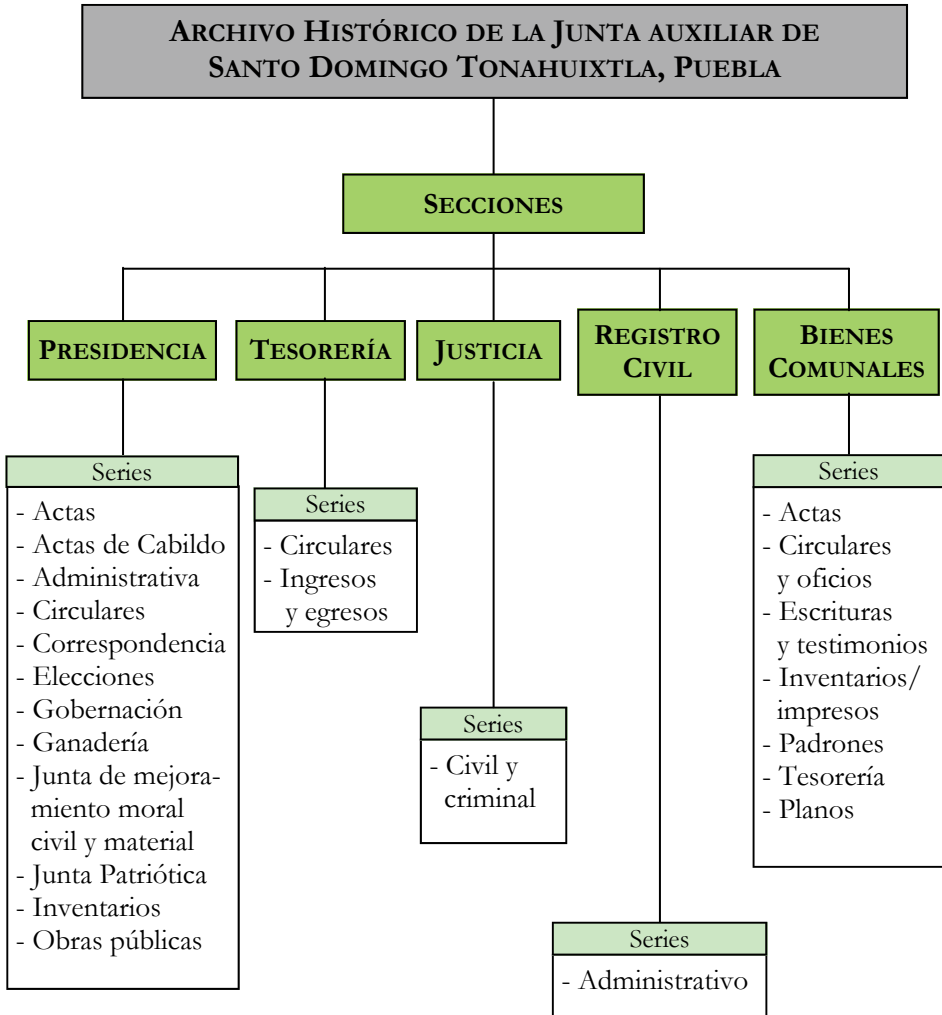 ARCHIVO HISTÓRICO DE LA JUNTA AUXILIAR DE
SANTO DOMINGO TONAHUIXTLA, PUEBLA
SECCIONES
PRESIDENCIA
TESORERÍA
JUSTICIA
REGISTRO
CIVIL
BIENES
COMUNALES
Series
- Actas
- Actas de Cabildo
- Administrativa
- Circulares
- Correspondencia
- Elecciones
- Gobernación
- Ganadería
- Junta de mejora-
miento moral
civil y material
- Junta Patriótica
- Inventarios
- Obras públicas
Series
- Circulares
- Ingresos
y egresos
Series
- Civil y
criminal
Series
- Administrativo
Series
- Actas
- Circulares
y oficios
- Escrituras
y testimonios
- Inventarios/
impresos
- Padrones
- Tesorería
- Planos